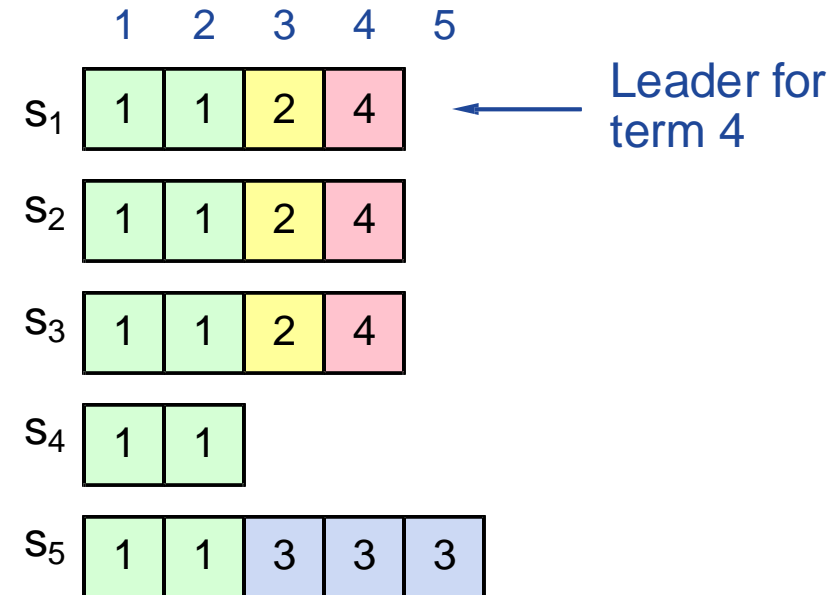 1 2 3 4 5
s1 1 1 2 4
Leader for
term 4
s2 1 1 2 4
s3 1 1 2 4
s4 1 1
s5 1 1 3 3 3